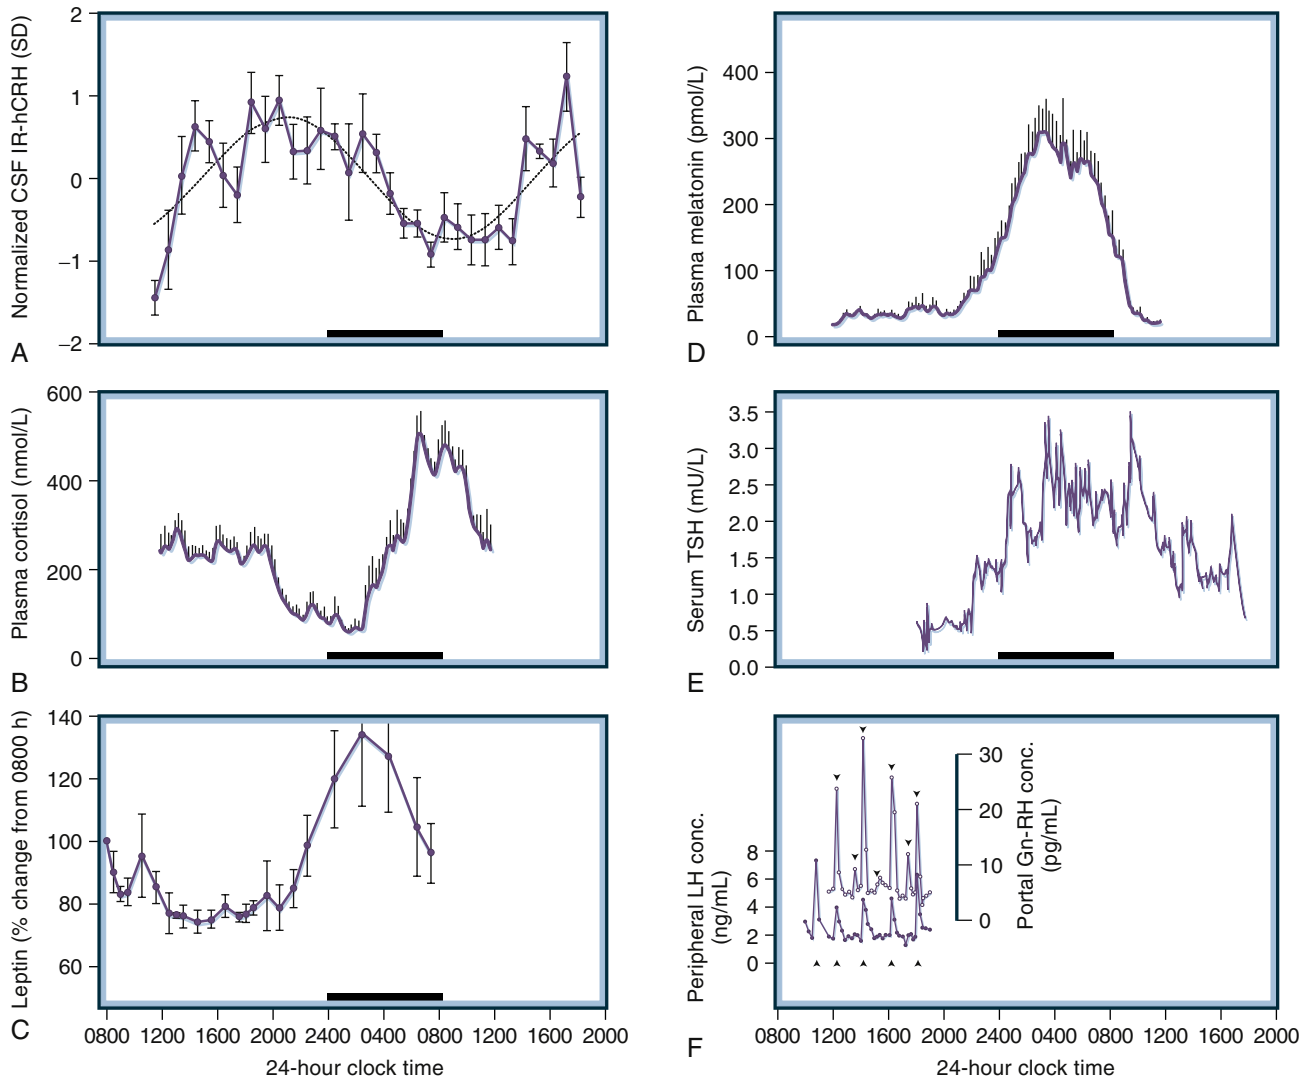 Normalized CSF IR-hCRH (SD)
2
1
0
−1
−2
A
Plasma cortisol (nmol/L)
600
400
200
0
B
Leptin (% change from 0800 h)
140
120
100
80
60
C
0800 1200 1600 2000 2400 0400 0800 1200 1600 2000
24-hour clock time
Plasma melatonin (pmol/L)
400
300
200
100
0
D
Serum TSH (mU/L)
3.5
3.0
2.5
2.0
1.5
1.0
0.5
0.0
E
Peripheral LH conc.
(ng/mL)
8
6
4
2
0
30
20
10
0
Portal Gn-RH conc.
(pg/mL)
F
0800 1200 1600 2000 2400 0400 0800 1200 1600 2000
24-hour clock time